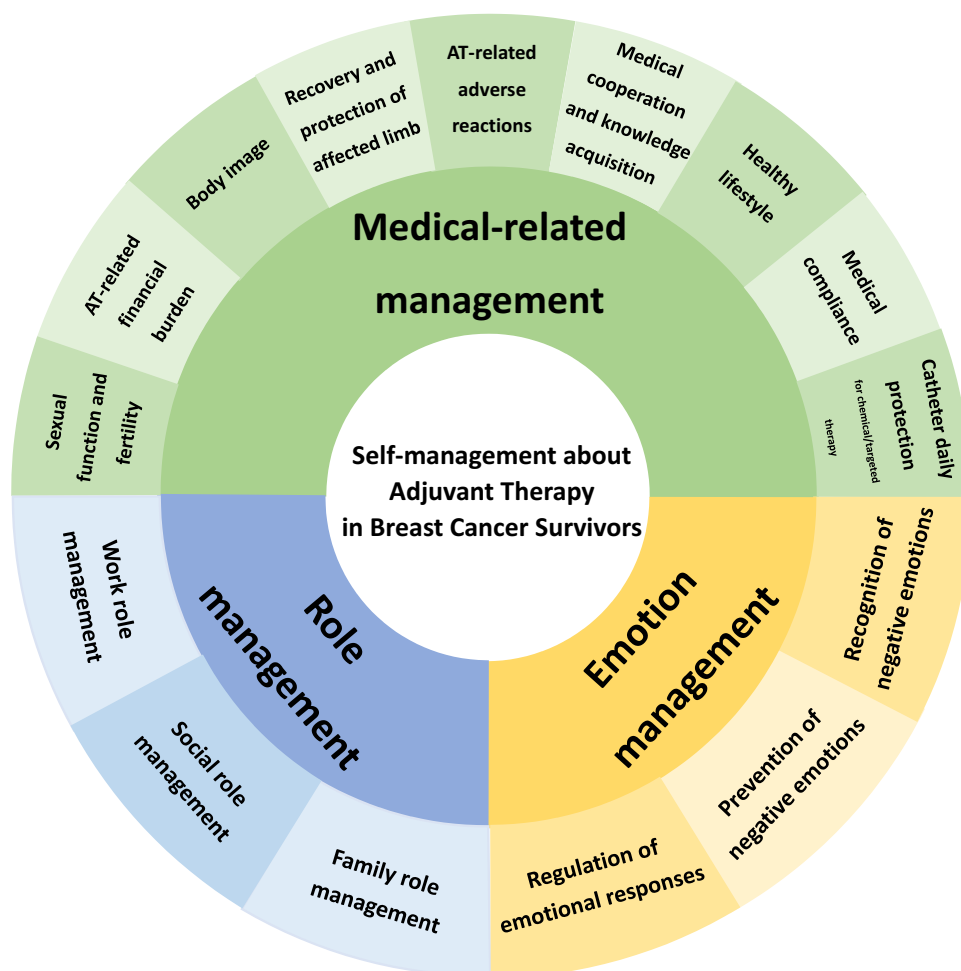 Self-management about
Adjuvant Therapy
in Breast Cancer Survivors
Medical-related
management
Sexual
function and
fertility
AT-related
financial
burden
Body image
Recovery and
protection of
affected limb
AT-related
adverse
reactions
Medical
cooperation
and knowledge
acquisition
Healthy
lifestyle
Medical
compliance
Catheter daily
protection
for chemical/targeted
therapy
Emotion
management
Recognition of
negative emotions
Prevention of
negative emotions
Regulation of
emotional responses
Role
management
Family role
management
Social role
management
Work role
management